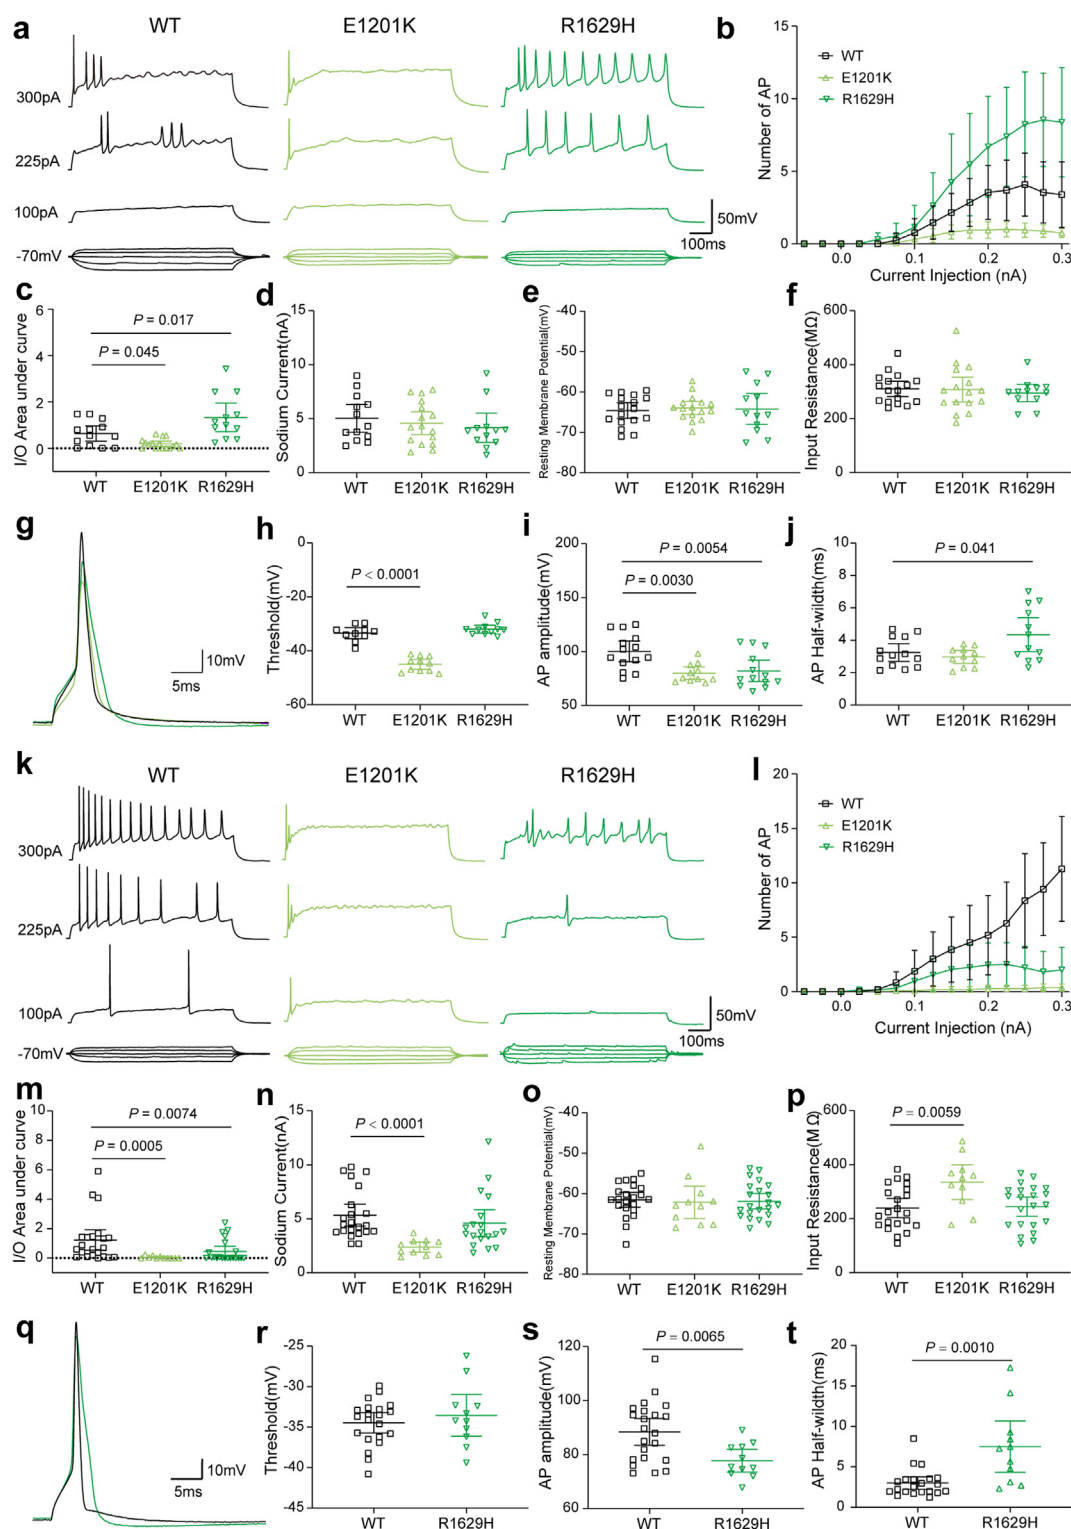 a
WT
E1201K
R1629H
300pA
225pA
100pA
-70mV
50mV
100ms
b
Number of AP
15
10
5
0
0.0
0.1
0.2
0.3
Current Injection (nA)
WT
E1201K
R1629H
c
I/O Area under curve
6
4
2
0
P = 0.017
P = 0.045
WT
E1201K
R1629H
d
Sodium Current(nA)
15
10
5
0
WT
E1201K
R1629H
e
Resting Membrane Potential(mV)
-40
-50
-60
-70
-80
WT
E1201K
R1629H
f
Input Resistance(MΩ)
600
400
200
0
WT
E1201K
R1629H
g
10mV
5ms
h
Threshold(mV)
0
-20
-40
-60
P < 0.0001
WT
E1201K
R1629H
i
AP amplitude(mV)
200
150
100
50
P = 0.0054
P = 0.0030
WT
E1201K
R1629H
j
AP Half-wildth(ms)
10
8
6
4
2
0
P = 0.041
WT
E1201K
R1629H
k
WT
E1201K
R1629H
300pA
225pA
100pA
-70mV
50mV
100ms
l
Number of AP
20
15
10
5
0
0.0
0.1
0.2
0.3
Current Injection (nA)
WT
E1201K
R1629H
m
I/O Area under curve
10
8
6
4
2
0
P = 0.0074
P = 0.0005
WT
E1201K
R1629H
n
Sodium Current(nA)
15
10
5
0
P < 0.0001
WT
E1201K
R1629H
o
Resting Membrane Potential(mV)
-40
-50
-60
-70
-80
WT
E1201K
R1629H
p
Input Resistance(MΩ)
600
400
200
0
P = 0.0059
WT
E1201K
R1629H
q
10mV
5ms
r
Threshold(mV)
-25
-30
-35
-40
-45
WT
R1629H
s
AP amplitude(mV)
120
100
80
60
P = 0.0065
WT
R1629H
t
AP Half-wildth(ms)
20
15
10
5
0
P = 0.0010
WT
R1629H